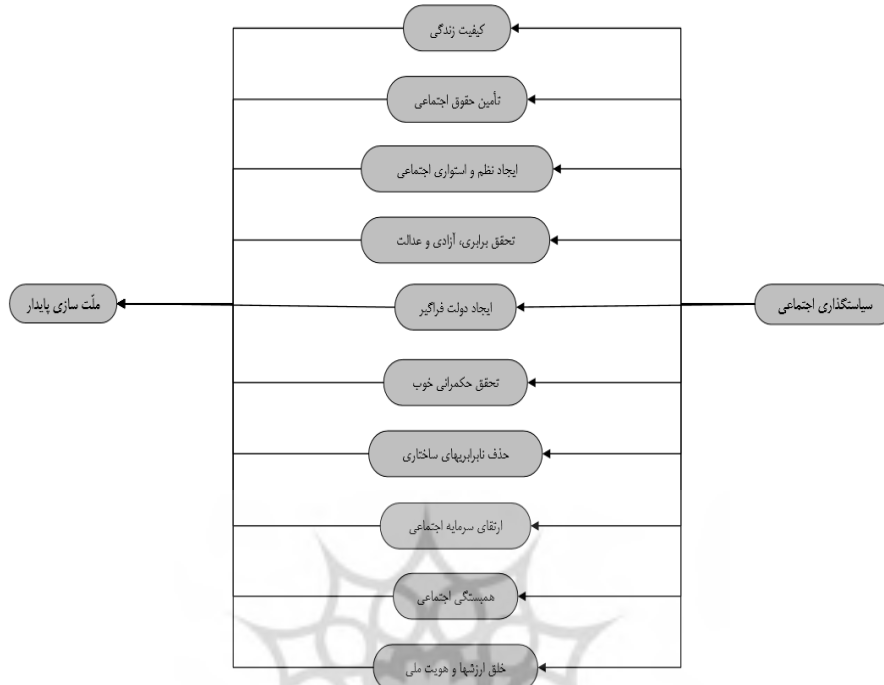 کیفیت زندگی
تأمین حقوق اجتماعی
ایجاد نظم و استواری اجتماعی
تحقق برابری، آزادی و عدالت
سیاستگذاری اجتماعی
ایجاد دولت فراگیر
ملّت سازی پایدار
تحقق حکمرانی خوب
حذف نابرابریهای ساختاری
ارتقای سرمایه اجتماعی
همبستگی اجتماعی
خلق ارزشها و هویت ملی